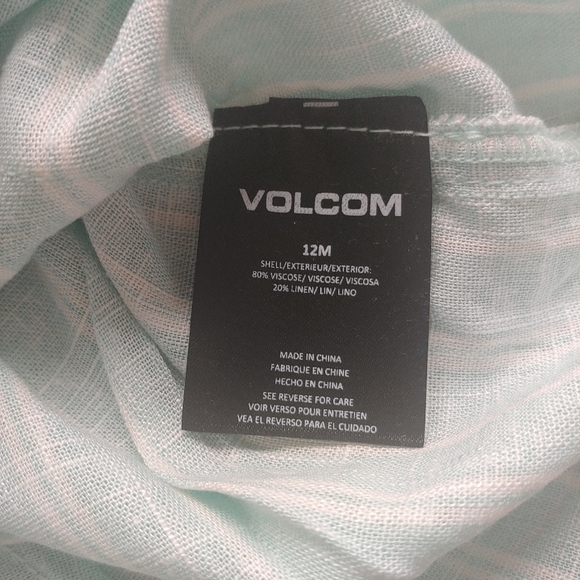 VOLCOM
12M
SHELL/EXTERIEUR/EXTERIOR:
80% VISCOSE/ VISCOSE/ VISCOSA
20% LINEN/ LIN/ LINO
MADE IN CHINA
FABRIQUE EN CHINE
HECHO EN CHINA
SEE REVERSE FOR CARE
VOIR VERSO POUR ENTRETIEN
VEA EL REVERSO PARA EL CUIDADO